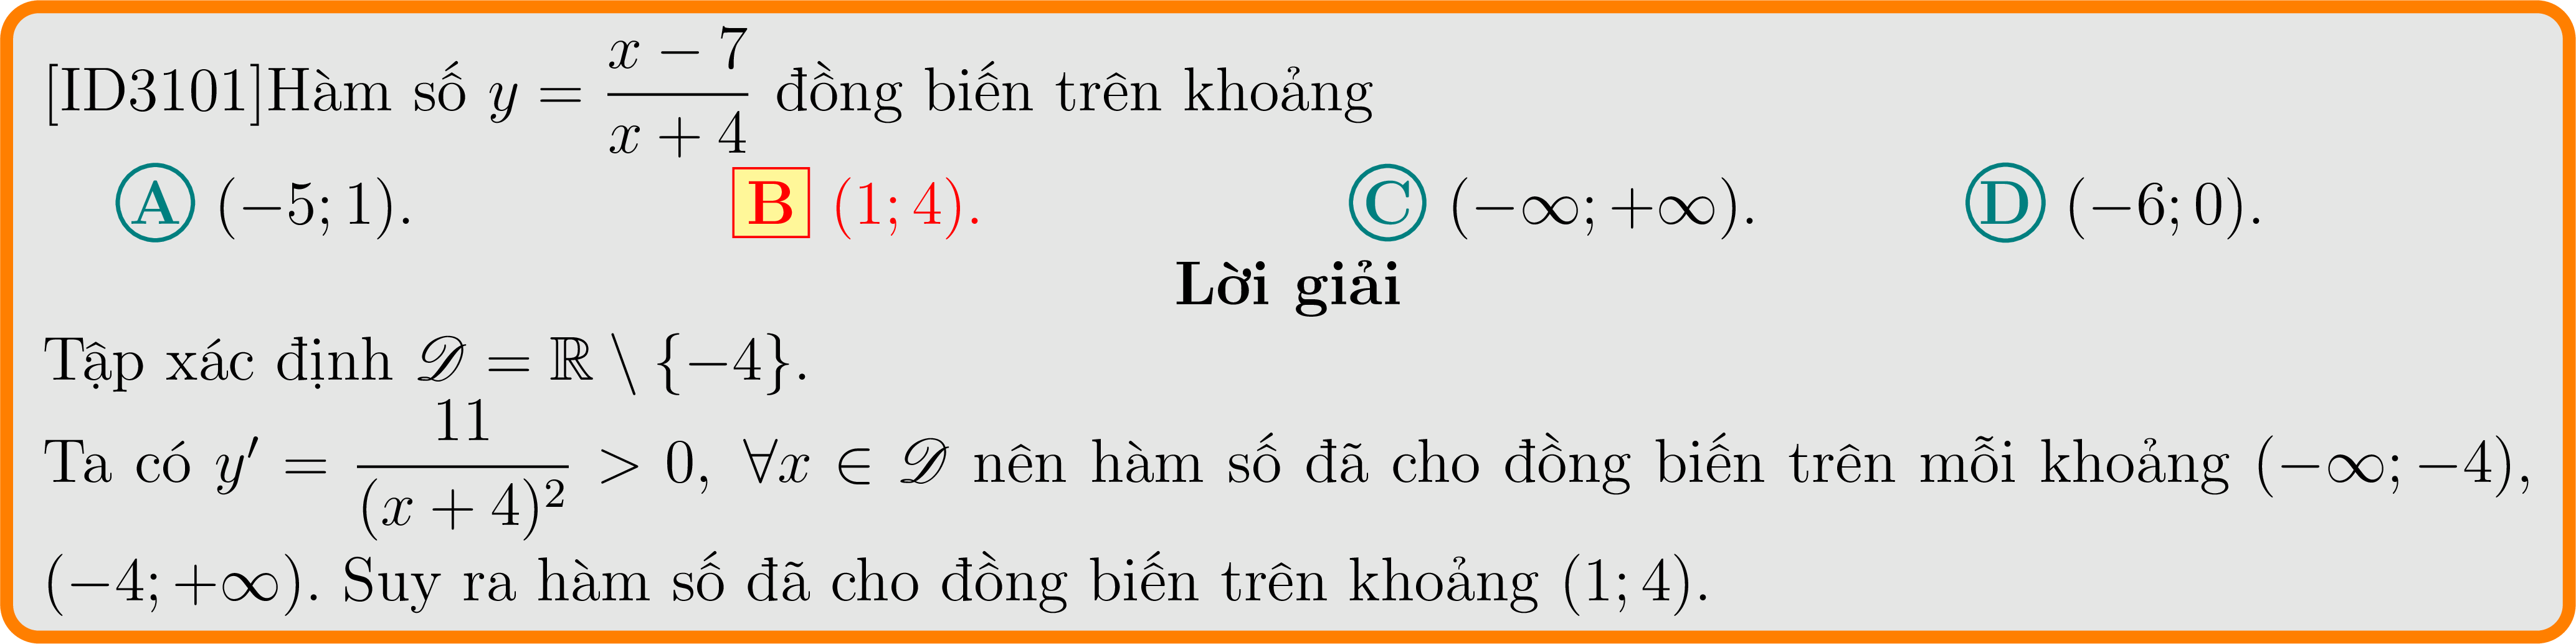 [ID3101]Hàm số $y = \dfrac{x-7}{x+4}$ đồng biến trên khoảng
A $(-5; 1)$. B $(1; 4)$. C $(-\infty; +\infty)$. D $(-6; 0)$.
Lời giải
Tập xác định $\mathscr{D} = \mathbb{R} \setminus \{-4\}$.
Ta có $y' = \dfrac{11}{(x+4)^2} > 0, \forall x \in \mathscr{D}$ nên hàm số đã cho đồng biến trên mỗi khoảng $(-\infty; -4)$,
$(-4; +\infty)$. Suy ra hàm số đã cho đồng biến trên khoảng $(1; 4)$.